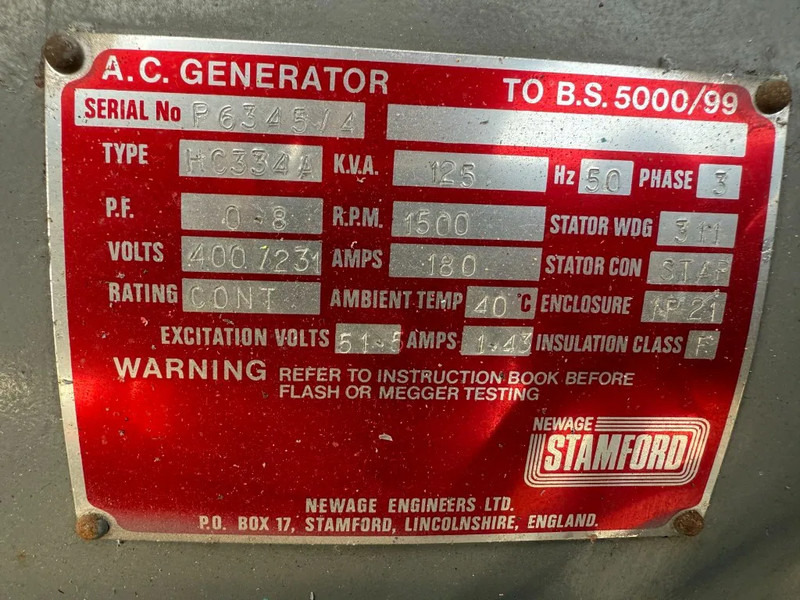 A.C. GENERATOR TO B.S. 5000/99
SERIAL No P6345/4
TYPE HC334A K.V.A. 125 Hz 50 PHASE 3
P.F. 0.8 R.P.M. 1500 STATOR WDG 311
VOLTS 400/231 AMPS 180 STATOR CON STAR
RATING CONT AMBIENT TEMP 40°C ENCLOSURE IP21
EXCITATION VOLTS 51.5 AMPS 1.43 INSULATION CLASS
WARNING REFER TO INSTRUCTION BOOK BEFORE
FLASH OR MEGGER TESTING
NEWAGE
STAMFORD
NEWAGE ENGINEERS LTD.
P.O. BOX 17, STAMFORD, LINCOLNSHIRE, ENGLAND.